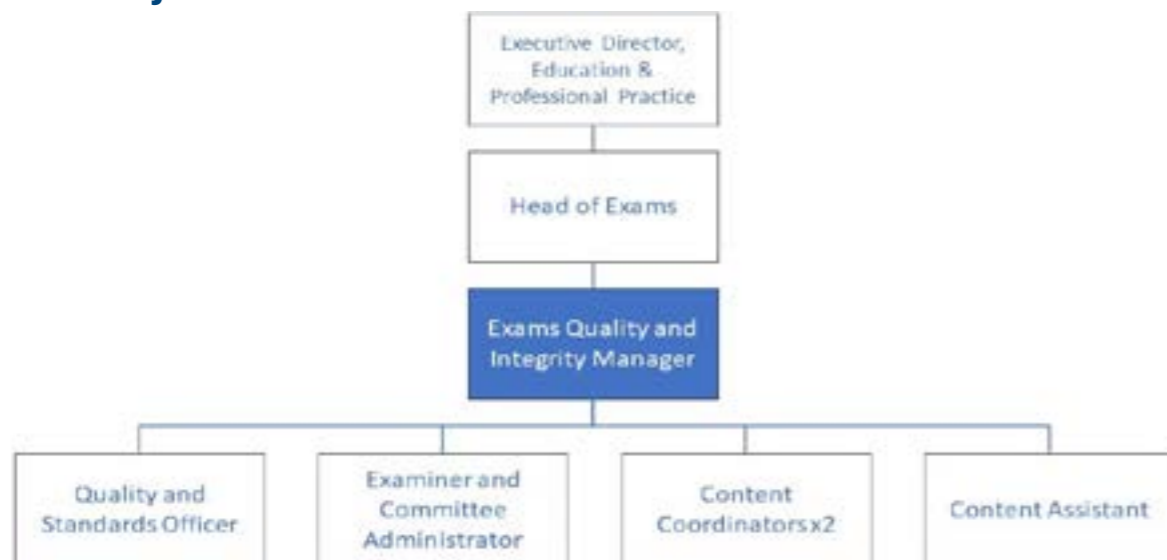 Executive Director,
Education &
Professional Practice
Head of Exams
Exams Quality and
Integrity Manager
Quality and
Standards Officer
Examiner and
Committee
Administrator
Content
Coordinators x2
Content Assistant